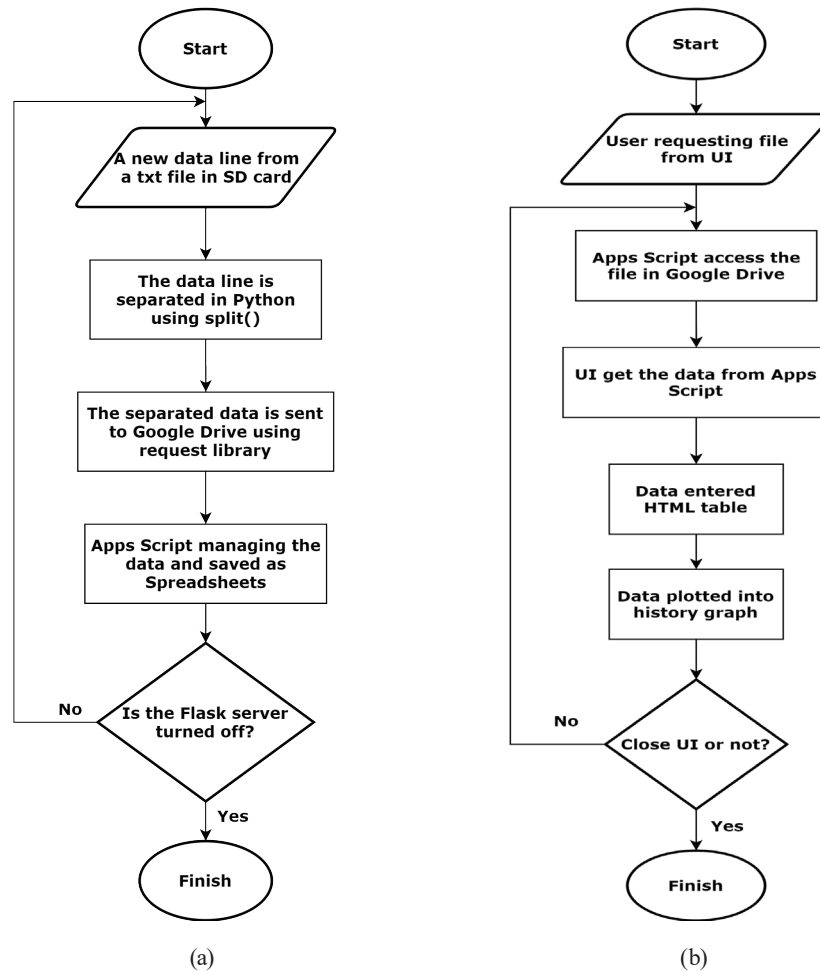 Start
A new data line from
a txt file in SD card
The data line is
separated in Python
using split()
The separated data is sent
to Google Drive using
request library
Apps Script managing the
data and saved as
Spreadsheets
Is the Flask server
turned off?
No
Yes
Finish
(a)
Start
User requesting file
from UI
Apps Script access the
file in Google Drive
UI get the data from Apps
Script
Data entered
HTML table
Data plotted into
history graph
Close UI or not?
No
Yes
Finish
(b)